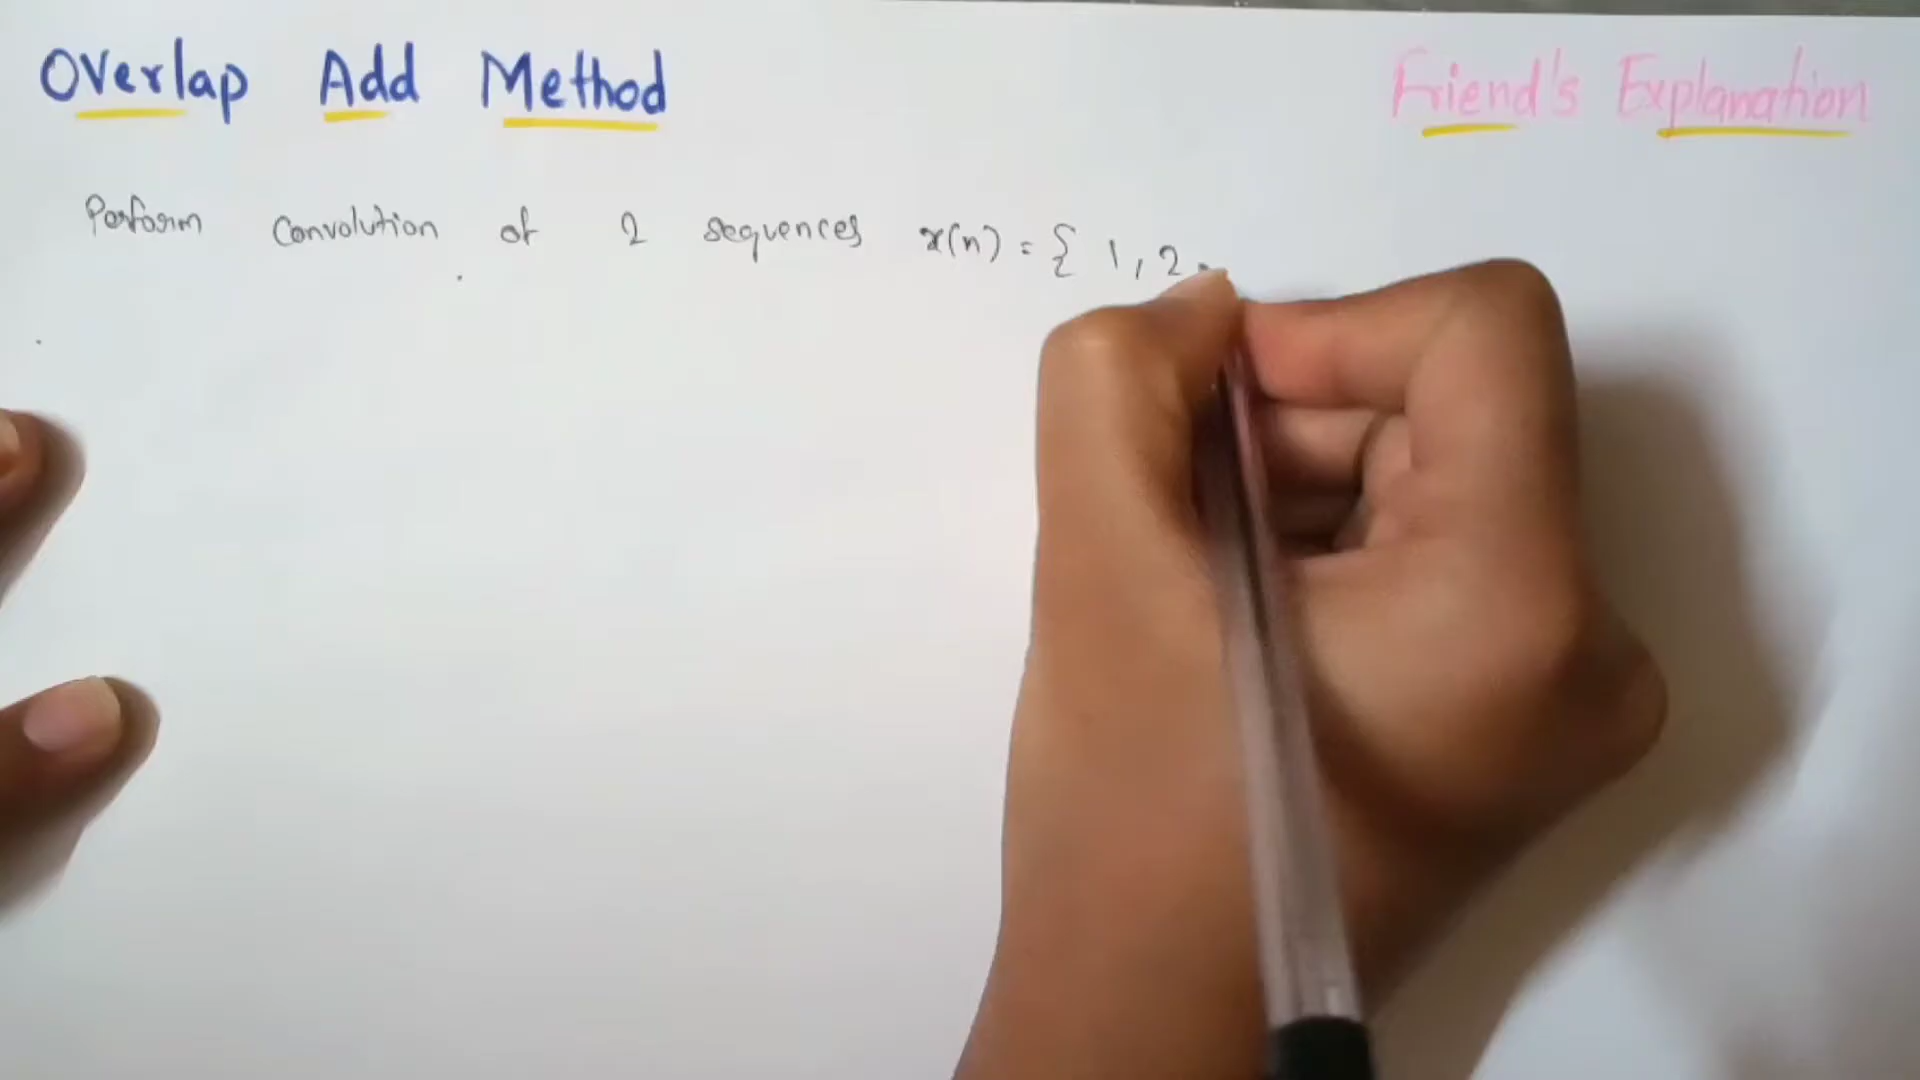 Overlap Add Method
Friend's Explanation
Perform Convolution of 2 sequences x(n) = { 1, 2